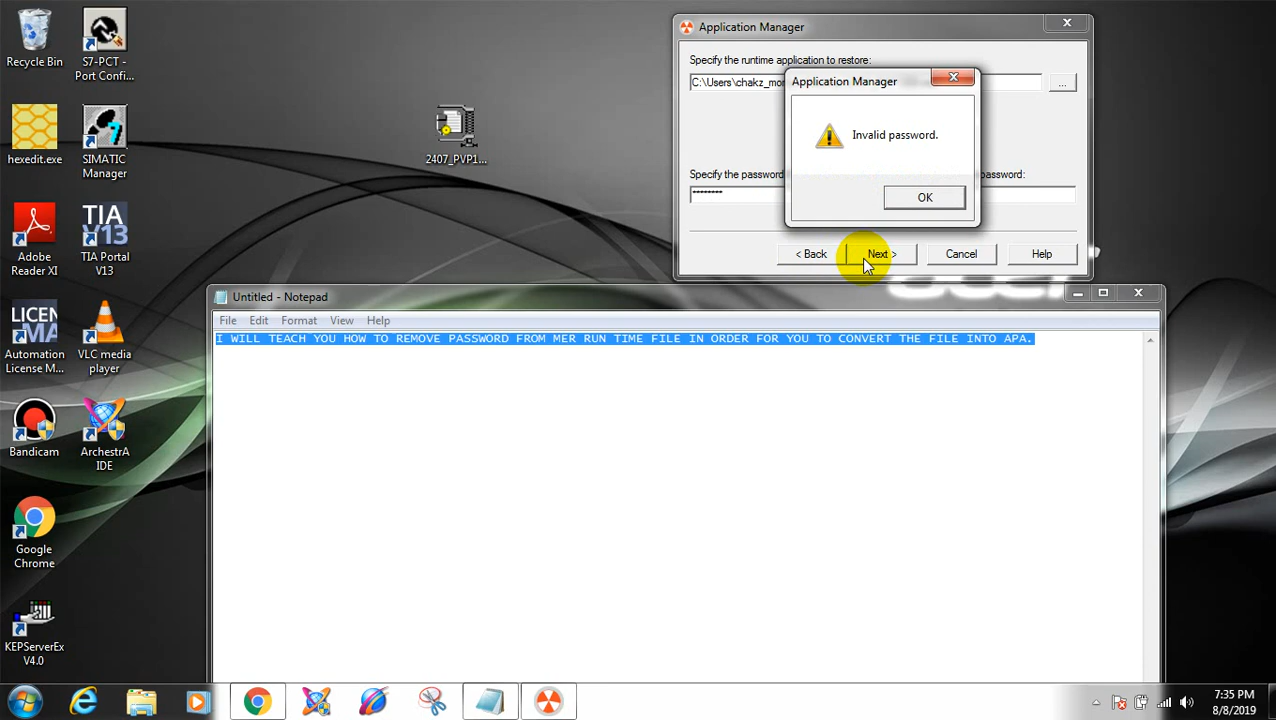 Recycle Bin
S7-PCT -
Port Confi...
hexedit.exe
SIMATIC
Manager
Adobe
Reader XI
TIA
V13
TIA Portal
V13
Automation
License M...
VLC media
player
Bandicam
ArchestrA
IDE
Google
Chrome
KEPServerEx
V4.0
2407_PVP1...
Application Manager
Specify the runtime application to restore:
C:\Users\chakz_mo
...
Specify the password
password:
********
< Back
Next >
Cancel
Help
Application Manager
Invalid password.
OK
Untitled - Notepad
File Edit Format View Help
I WILL TEACH YOU HOW TO REMOVE PASSWORD FROM MER RUN TIME FILE IN ORDER FOR YOU TO CONVERT THE FILE INTO APA.
7:35 PM
8/8/2019